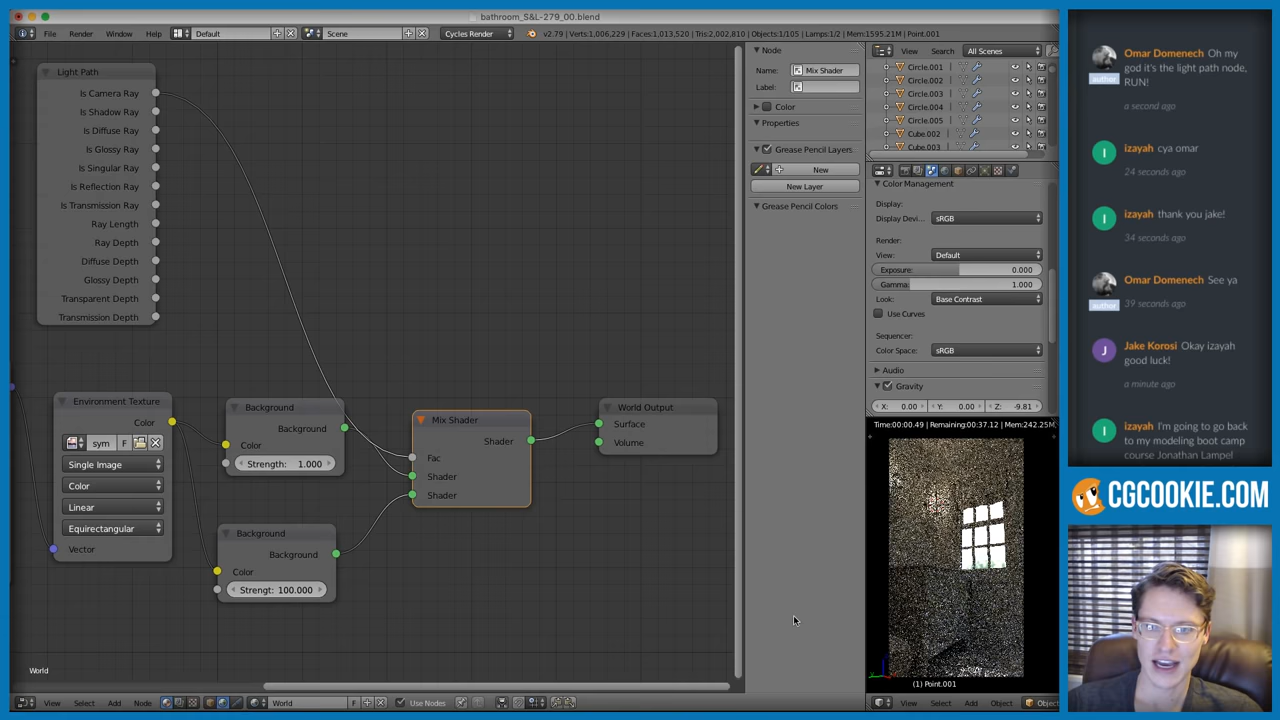 bathroom_S&L-279_00.blend
File Render Window Help Default Scene Cycles Render v2.79 | Verts:1,006,229 | Faces:1,013,520 | Tris:2,002,810 | Objects:1/105 | Lamps:1/2 | Mem:1595.21M | Point.001
Light Path
Is Camera Ray
Is Shadow Ray
Is Diffuse Ray
Is Glossy Ray
Is Singular Ray
Is Reflection Ray
Is Transmission Ray
Ray Length
Ray Depth
Diffuse Depth
Glossy Depth
Transparent Depth
Transmission Depth
Environment Texture
Color
sym F
Single Image
Color
Linear
Equirectangular
Vector
Background
Background
Color
Strength: 1.000
Background
Background
Color
Strengt: 100.000
Mix Shader
Shader
Fac
Shader
Shader
World Output
Surface
Volume
World
View Select Add Node World F Use Nodes
Node
Name: Mix Shader
Label:
Color
Properties
Grease Pencil Layers
New
New Layer
Grease Pencil Colors
View Search All Scenes
Circle.001
Circle.002
Circle.003
Circle.004
Circle.005
Cube.002
Cube.003
Color Management
Display:
Display Devi... sRGB
Render:
View: Default
Exposure: 0.000
Gamma: 1.000
Look: Base Contrast
Use Curves
Sequencer:
Color Space: sRGB
Audio
Gravity
X: 0.00 Y: 0.00 Z: -9.81
Time:00:00.49 | Remaining:00:37.12 | Mem:242.25M
(1) Point.001
View Select Add Object
Omar Domenech Oh my
god it's the light path node,
RUN!
author
a second ago
I
izayah cya omar
24 seconds ago
I
izayah thank you jake!
34 seconds ago
Omar Domenech See ya
author
39 seconds ago
J
Jake Korosi Okay izayah
good luck!
a minute ago
I
izayah I'm going to go back
to my modeling boot camp
course Jonathan Lampel!
CGCOOKIE.COM